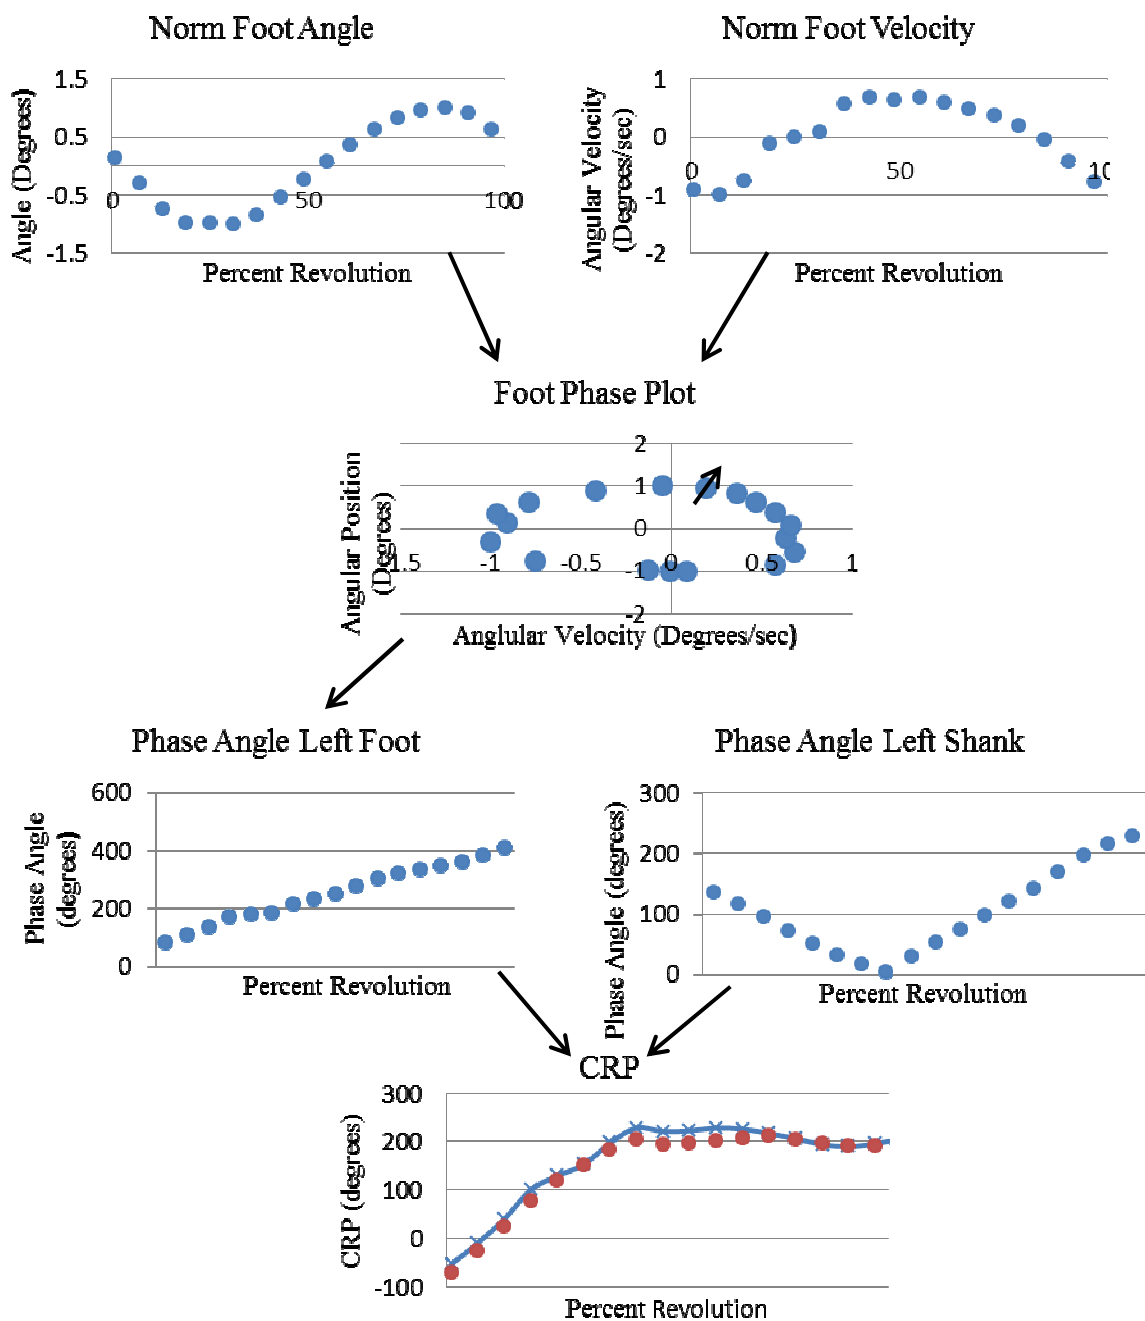 Norm Foot Angle
1.5
0.5
-0.5
-1.5
0
50
100
Angle (Degrees)
Percent Revolution
Norm Foot Velocity
1
0
-1
-2
0
50
10
Angular Velocity
(Degrees/sec)
Percent Revolution
Foot Phase Plot
2
1
0
-1
-2
-1.5
-1
-0.5
0
0.5
1
Angular Position
(Degrees)
Anglular Velocity (Degrees/sec)
Phase Angle Left Foot
600
400
200
0
Phase Angle
(degrees)
Percent Revolution
Phase Angle Left Shank
300
200
100
0
Phase Angle (degrees)
Percent Revolution
CRP
300
200
100
0
-100
CRP (degrees)
Percent Revolution